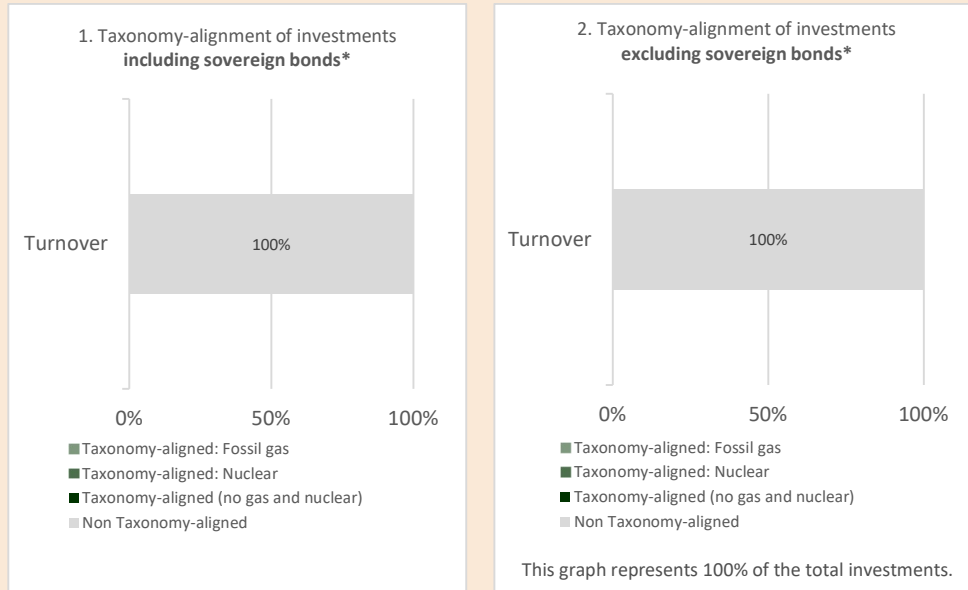 1. Taxonomy-alignment of investments
including sovereign bonds*
Turnover
100%
0%
50%
100%
Taxonomy-aligned: Fossil gas
Taxonomy-aligned: Nuclear
Taxonomy-aligned (no gas and nuclear)
Non Taxonomy-aligned
2. Taxonomy-alignment of investments
excluding sovereign bonds*
Turnover
100%
0%
50%
100%
Taxonomy-aligned: Fossil gas
Taxonomy-aligned: Nuclear
Taxonomy-aligned (no gas and nuclear)
Non Taxonomy-aligned
This graph represents 100% of the total investments.